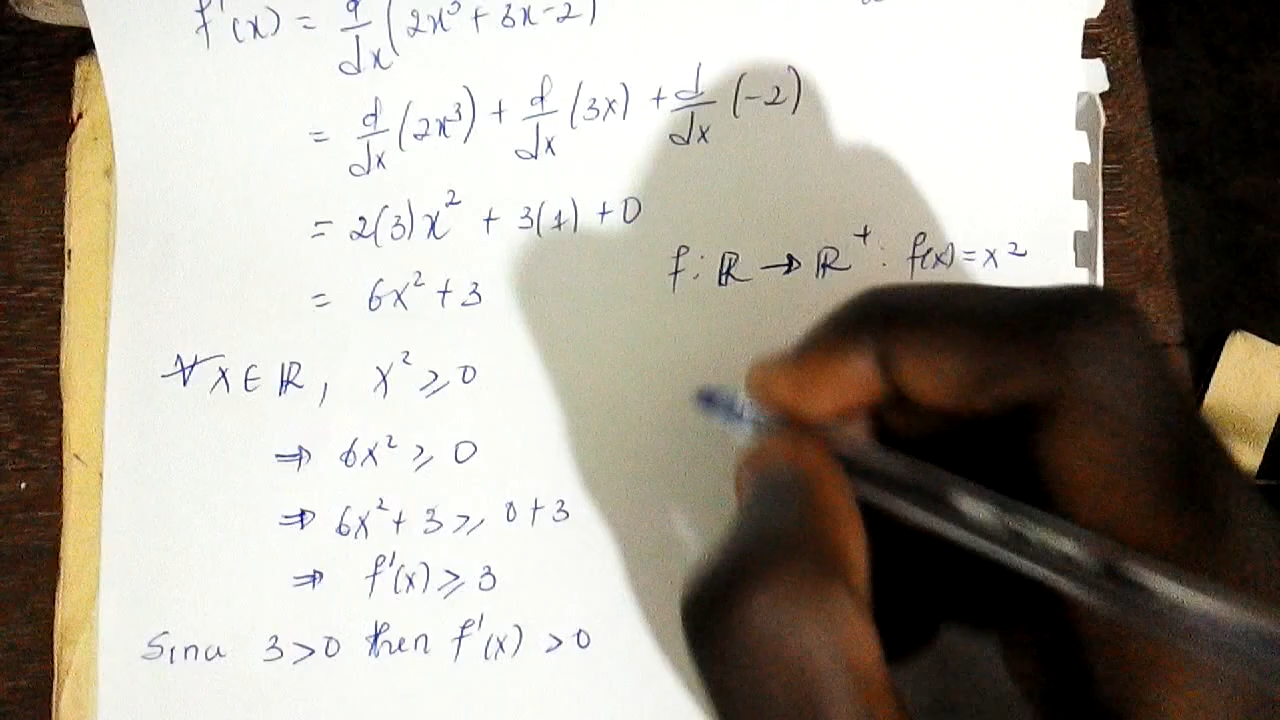 f'(x) = d/dx (2x³ + 3x - 2)
= d/dx (2x³) + d/dx (3x) + d/dx (-2)
= 2(3)x² + 3(1) + 0
= 6x² + 3
f: ℝ → ℝ⁺: f(x) = x²
∀x∈ℝ, x² ⩾ 0
⇒ 6x² ⩾ 0
⇒ 6x² + 3 ⩾ 0 + 3
⇒ f'(x) ⩾ 3
Since 3>0 then f'(x) >0